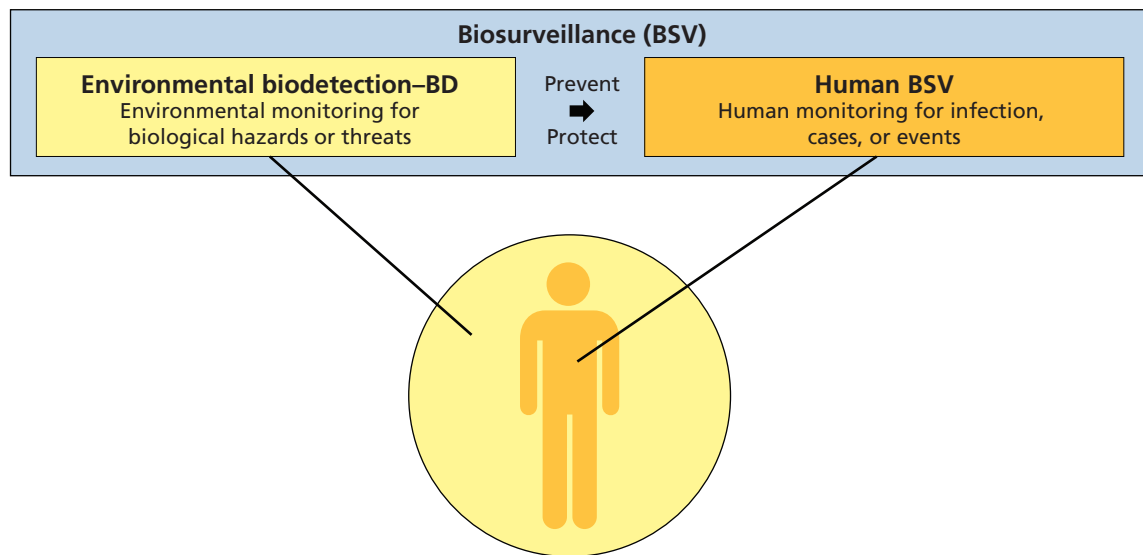 Biosurveillance (BSV)
Environmental biodetection–BD
Environmental monitoring for
biological hazards or threats
Prevent
Protect
Human BSV
Human monitoring for infection,
cases, or events